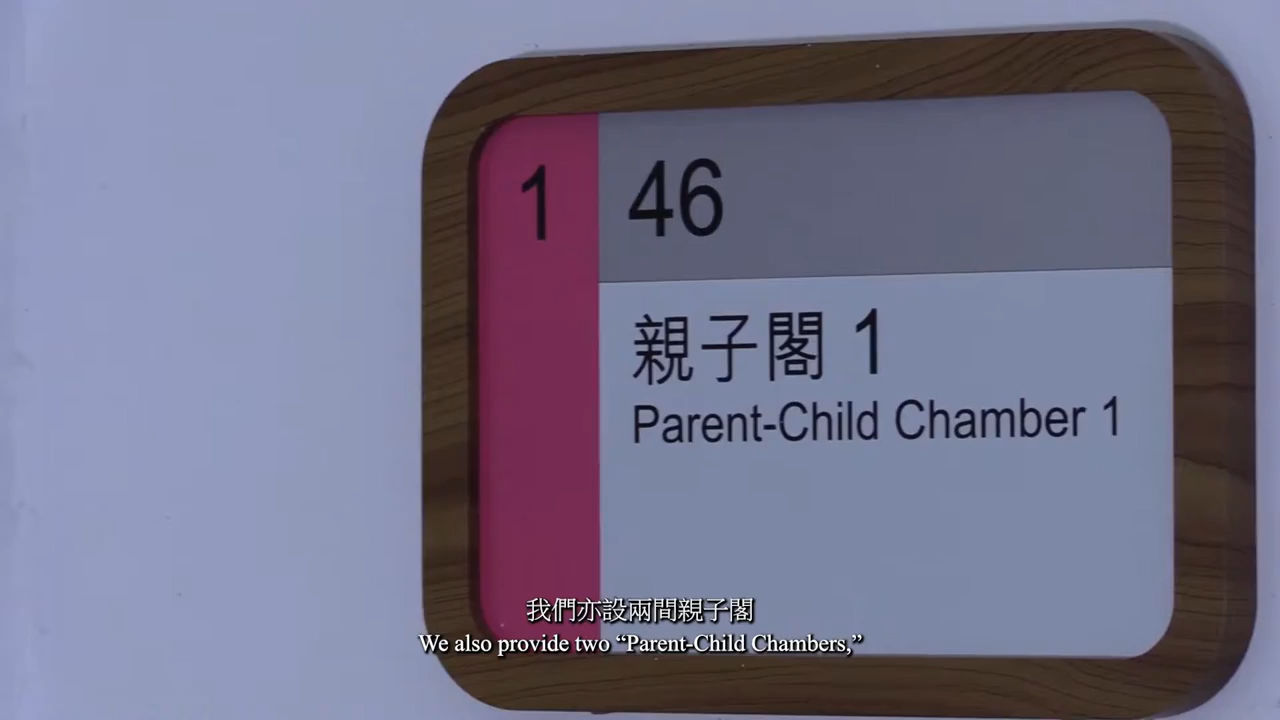 1
46
親子閣 1
Parent-Child Chamber 1
我們亦設兩間親子閣
We also provide two “Parent-Child Chambers,”